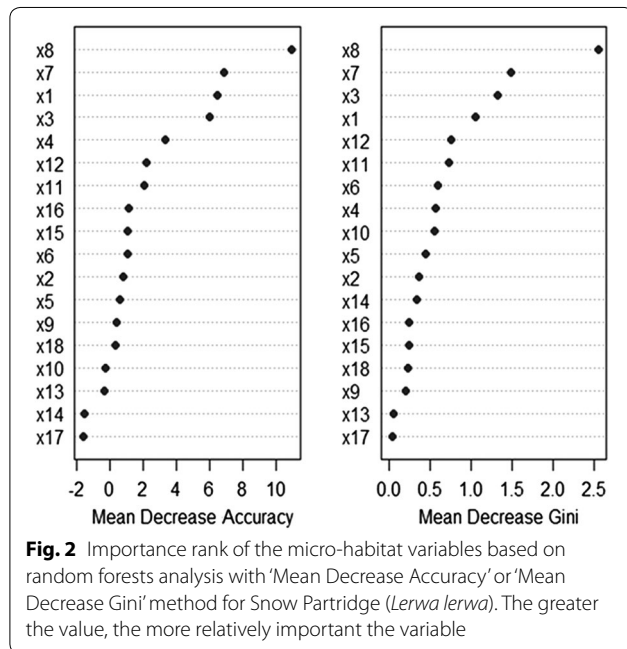 x8
x7
x1
x3
x4
x12
x11
x16
x15
x6
x2
x5
x9
x18
x10
x13
x14
x17
-2 0 2 4 6 8 10
Mean Decrease Accuracy
x8
x7
x3
x1
x12
x11
x6
x4
x10
x5
x2
x14
x16
x15
x18
x9
x13
x17
0.0 0.5 1.0 1.5 2.0 2.5
Mean Decrease Gini
Fig. 2 Importance rank of the micro-habitat variables based on
random forests analysis with ‘Mean Decrease Accuracy’ or ‘Mean
Decrease Gini’ method for Snow Partridge (Lerwa lerwa). The greater
the value, the more relatively important the variable